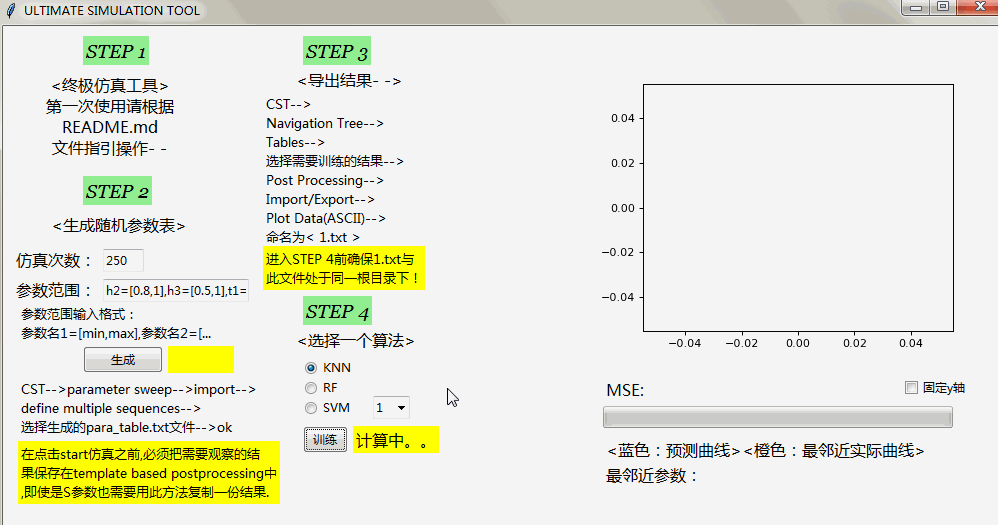 ULTIMATE SIMULATION TOOL
STEP 1
<终极仿真工具>
第一次使用请根据
README.md
文件指引操作- -
STEP 2
<生成随机参数表>
仿真次数： 250
参数范围： h2=[0.8,1],h3=[0.5,1],t1=
参数范围输入格式：
参数名1=[min,max],参数名2=[...
生成
CST-->parameter sweep-->import-->
define multiple sequences-->
选择生成的para_table.txt文件-->ok
在点击start仿真之前,必须把需要观察的结
果保存在template based postprocessing中
,即使是S参数也需要用此方法复制一份结果.
STEP 3
<导出结果- ->
CST-->
Navigation Tree-->
Tables-->
选择需要训练的结果-->
Post Processing-->
Import/Export-->
Plot Data(ASCII)-->
命名为< 1.txt >
进入STEP 4前确保1.txt与
此文件处于同一根目录下！
STEP 4
<选择一个算法>
KNN
RF
SVM 1
训练 计算中。。
0.04
0.02
0.00
−0.02
−0.04
−0.04 −0.02 0.00 0.02 0.04
MSE: 固定y轴
<蓝色：预测曲线><橙色：最邻近实际曲线>
最邻近参数：